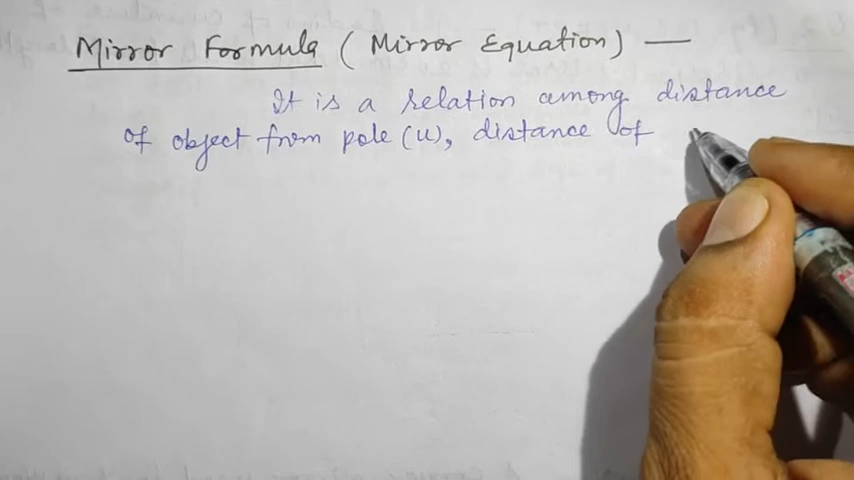 Mirror Formula (Mirror Equation) —
It is a relation among distance
of object from pole (u), distance of